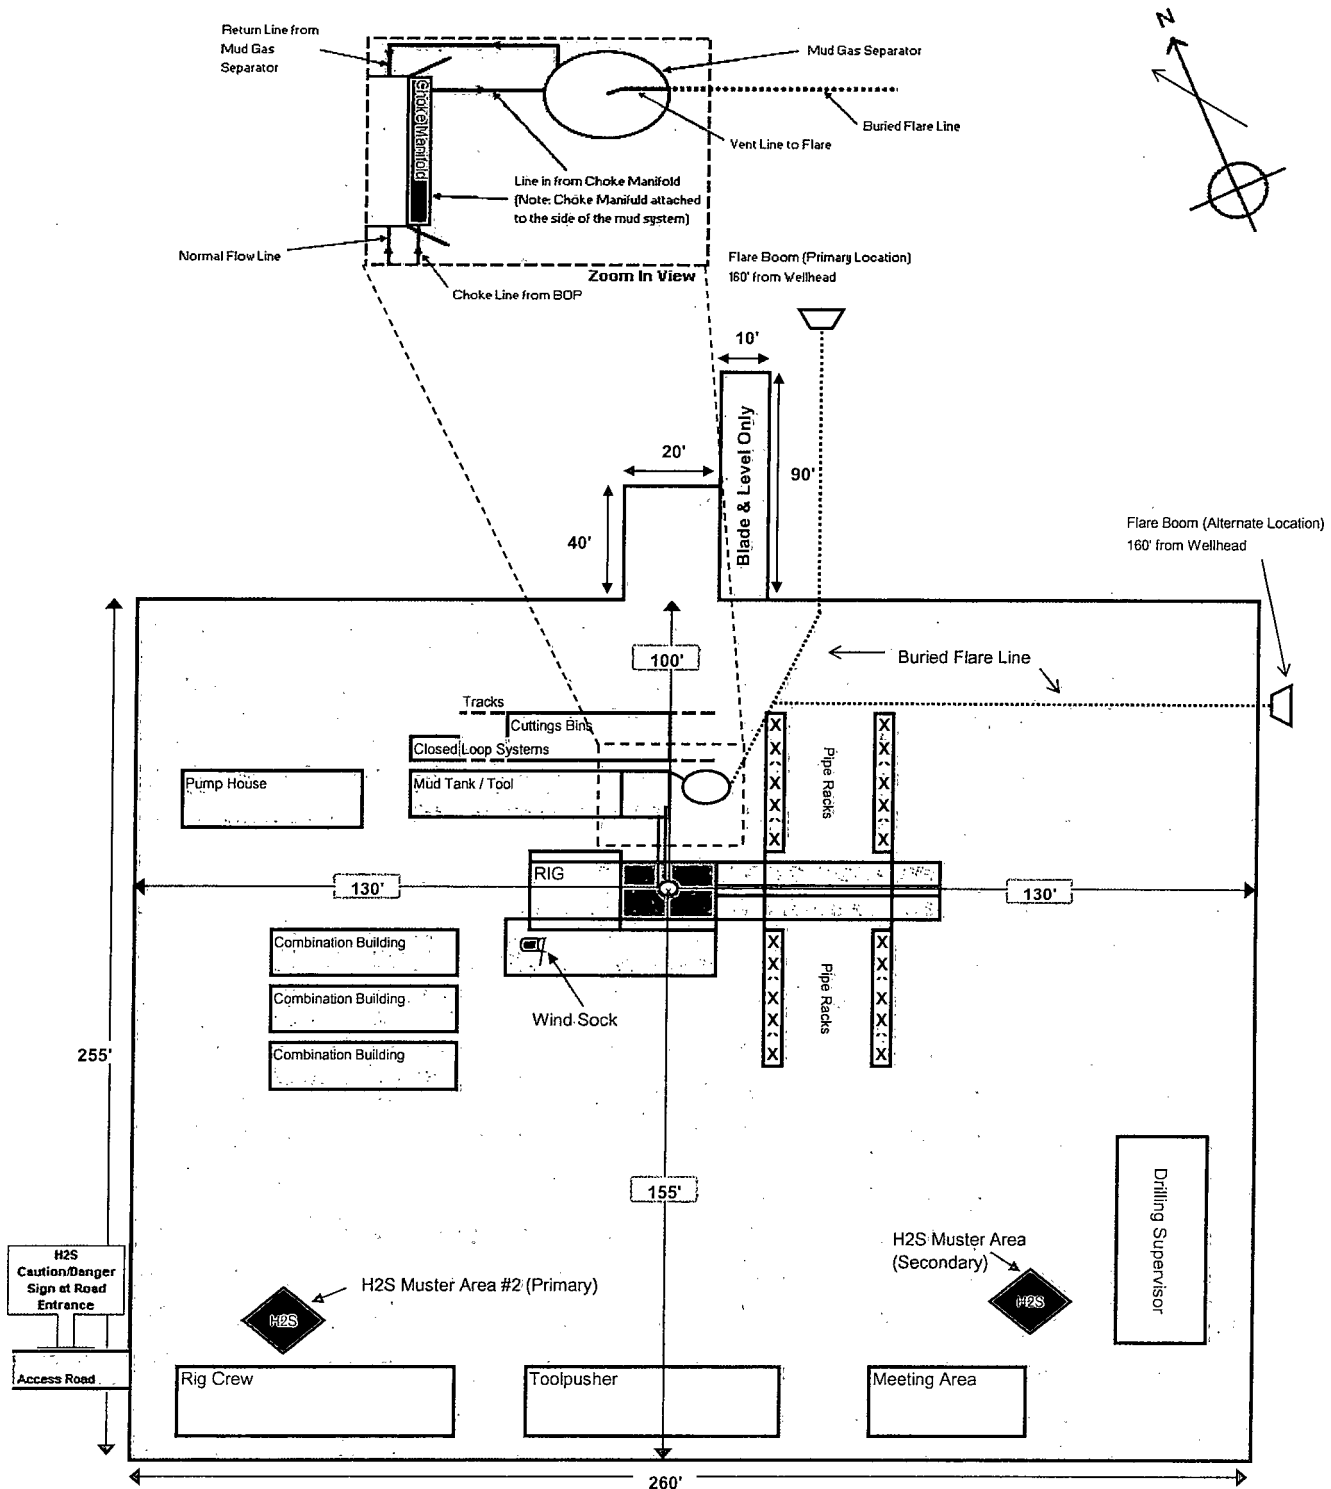 Return Line from
Mud Gas
Separator
N
Mud Gas Separator
Choke Manifold
Buried Flare Line
Vent Line to Flare
Line in from Choke Manifold
(Note: Choke Manifold attached
to the side of the mud system)
Normal Flow Line
Choke Line from BOP
Zoom In View
Flare Boom (Primary Location)
160' from Wellhead
10'
Blade & Level Only
90'
20'
40'
Flare Boom (Alternate Location)
160' from Wellhead
100'
Buried Flare Line
Tracks
Cuttings Bins
Closed Loop Systems
Pump House
Mud Tank / Tool
X
X
X
X
X
Pipe Racks
X
X
X
X
X
RIG
130'
130'
Combination Building
Combination Building
Combination Building
Wind Sock
X
X
X
X
X
Pipe Racks
X
X
X
X
X
255'
155'
Drilling Supervisor
H2S
Caution/Danger
Sign at Road
Entrance
H2S Muster Area #2 (Primary)
H2S
H2S Muster Area
(Secondary)
H2S
Access Road
Rig Crew
Toolpusher
Meeting Area
260'